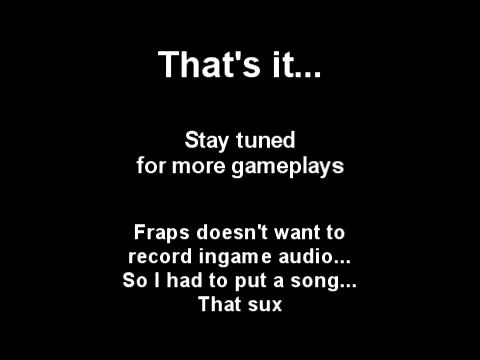 That's it...
Stay tuned
for more gameplays
Fraps doesn't want to
record ingame audio...
So I had to put a song...
That sux